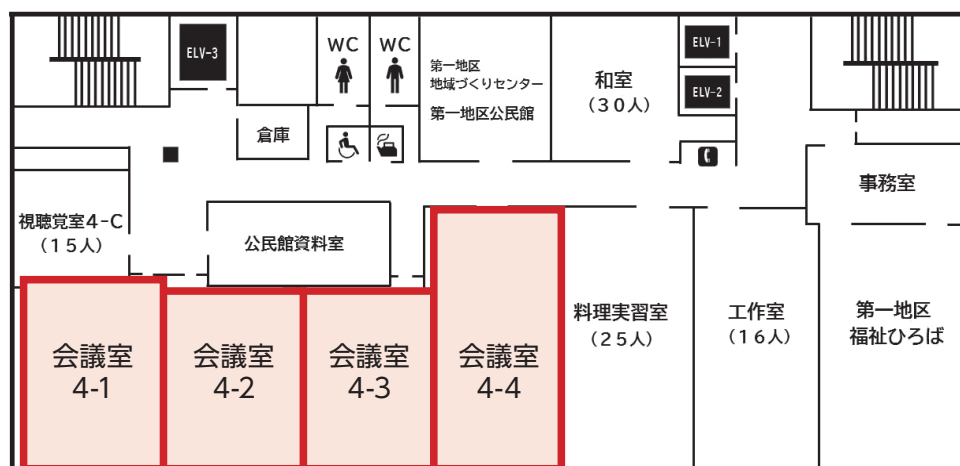 ELV-3
WC
WC
第一地区
地域づくりセンター
第一地区公民館
和室
（３０人）
ELV-1
ELV-2
倉庫
事務室
視聴覚室４-Ｃ
（１５人）
公民館資料室
会議室
4-1
会議室
4-2
会議室
4-3
会議室
4-4
料理実習室
（２５人）
工作室
（１６人）
第一地区
福祉ひろば